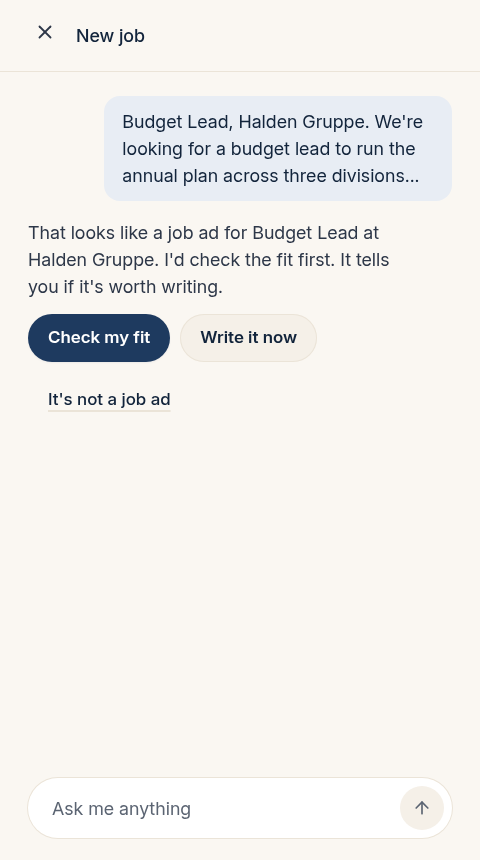 New job
Budget Lead, Halden Gruppe. We're
looking for a budget lead to run the
annual plan across three divisions...
That looks like a job ad for Budget Lead at
Halden Gruppe. I'd check the fit first. It tells
you if it's worth writing.
Check my fit
Write it now
It's not a job ad
Ask me anything